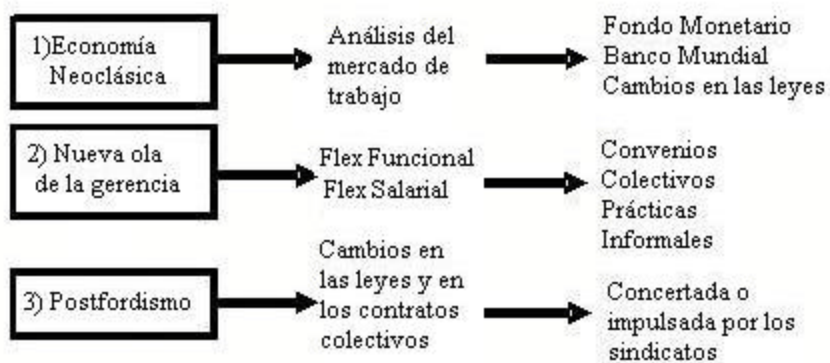 1)Economía
Neoclásica
Análisis del
mercado de
trabajo
Fondo Monetario
Banco Mundial
Cambios en las leyes
2) Nueva ola
de la gerencia
Flex Funcional
Flex Salarial
Convenios
Colectivos
Prácticas
Informales
3) Postfordismo
Cambios en
las leyes y en
los contratos
colectivos
Concertada o
impulsada por los
sindicatos